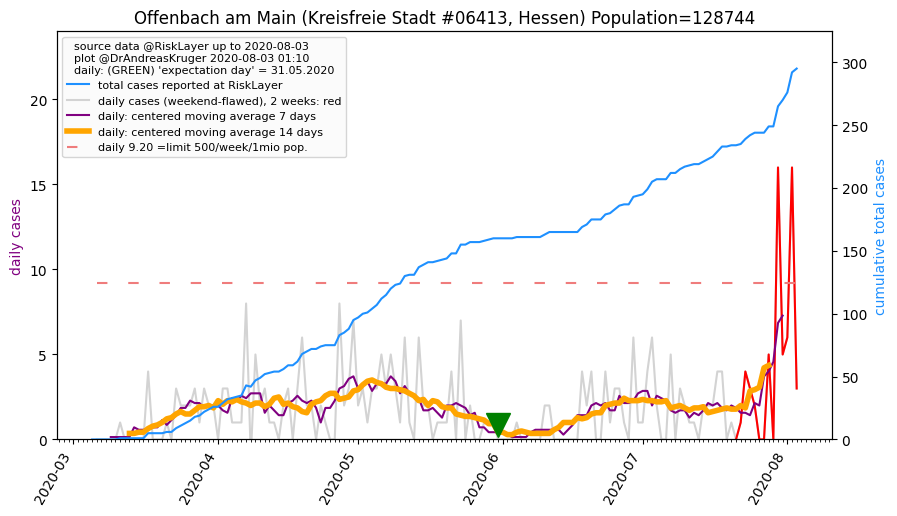 Offenbach am Main (Kreisfreie Stadt #06413, Hessen) Population=128744
source data @RiskLayer up to 2020-08-03
plot @DrAndreasKruger 2020-08-03 01:10
daily: (GREEN) 'expectation day' = 31.05.2020
total cases reported at RiskLayer
daily cases (weekend-flawed), 2 weeks: red
daily: centered moving average 7 days
daily: centered moving average 14 days
daily 9.20 =limit 500/week/1mio pop.
daily cases
20
15
10
5
0
cumulative total cases
300
250
200
150
100
50
0
2020-03
2020-04
2020-05
2020-06
2020-07
2020-08